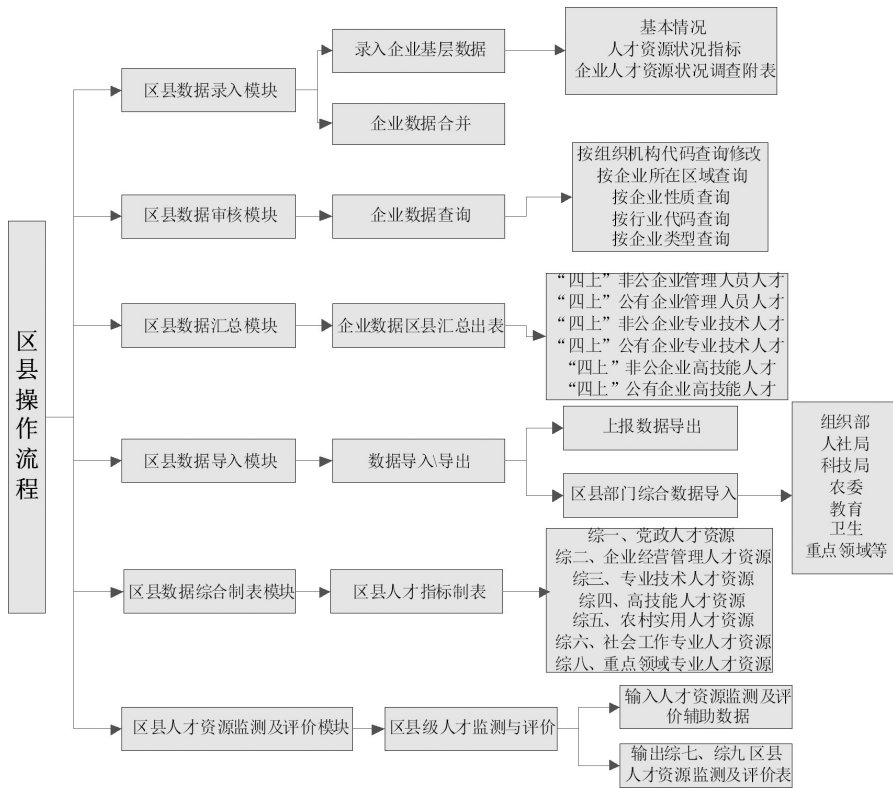 区县操作流程
区县数据录入模块
录入企业基层数据
基本情况
人才资源状况指标
企业人才资源状况调查附表
企业数据合并
区县数据审核模块
企业数据查询
按组织机构代码查询修改
按企业所在区域查询
按企业性质查询
按行业代码查询
按企业类型查询
区县数据汇总模块
企业数据区县汇总出表
“四上”非公企业管理人员人才
“四上”公有企业管理人员人才
“四上”非公企业专业技术人才
“四上”公有企业专业技术人才
“四上”非公企业高技能人才
“四上”公有企业高技能人才
区县数据导入模块
数据导入\导出
上报数据导出
区县部门综合数据导入
组织部
人社局
科技局
农委
教育
卫生
重点领域等
区县数据综合制表模块
区县人才指标制表
综一、党政人才资源
综二、企业经营管理人才资源
综三、专业技术人才资源
综四、高技能人才资源
综五、农村实用人才资源
综六、社会工作专业人才资源
综八、重点领域专业人才资源
区县人才资源监测及评价模块
区县级人才监测与评价
输入人才资源监测及评
价辅助数据
输出综七、综九区县
人才资源监测及评价表